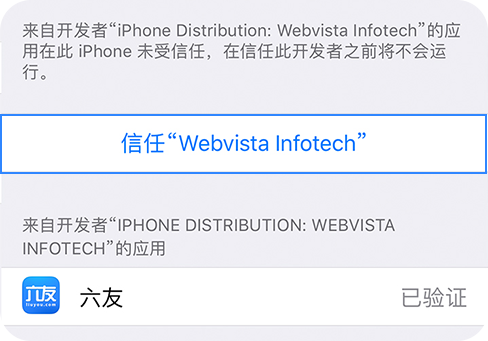 来自开发者“iPhone Distribution: Webvista Infotech”的应
用在此 iPhone 未受信任，在信任此开发者之前将不会运
行。
信任“Webvista Infotech”
来自开发者“IPHONE DISTRIBUTION: WEBVISTA
INFOTECH”的应用
六友
liuyou.com
六友
已验证